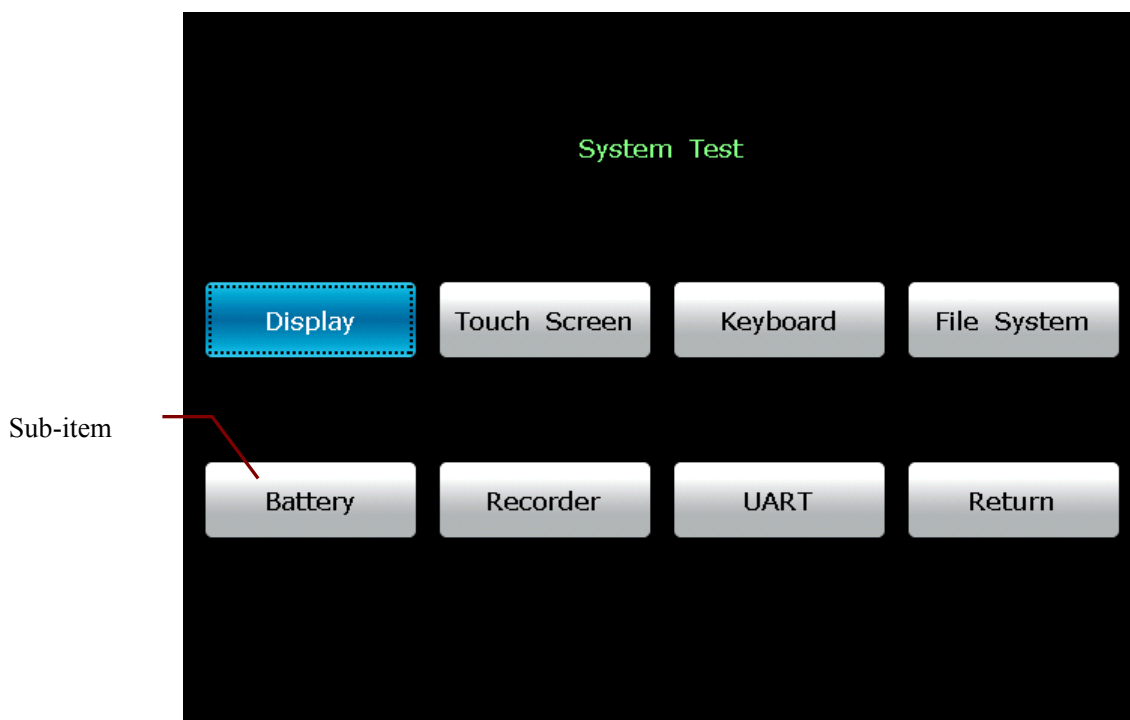 System Test
Display Touch Screen Keyboard File System
Sub-item
Battery Recorder UART Return